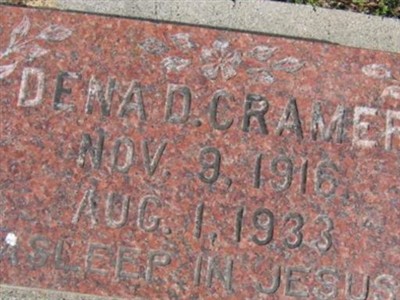 DENA D. CRAMER
NOV. 9, 1916
AUG. 1, 1933
ASLEEP IN JESUS